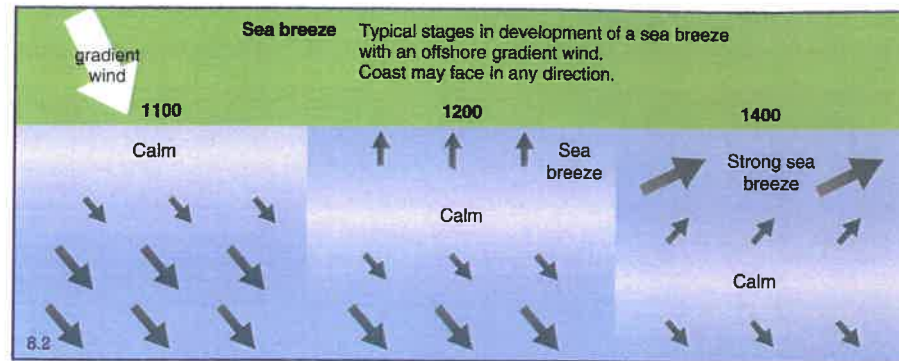 Sea breeze Typical stages in development of a sea breeze
with an offshore gradient wind.
Coast may face in any direction.
gradient
wind
1100
1200
1400
Calm
Sea
breeze
Calm
Strong sea
breeze
Calm
8.2